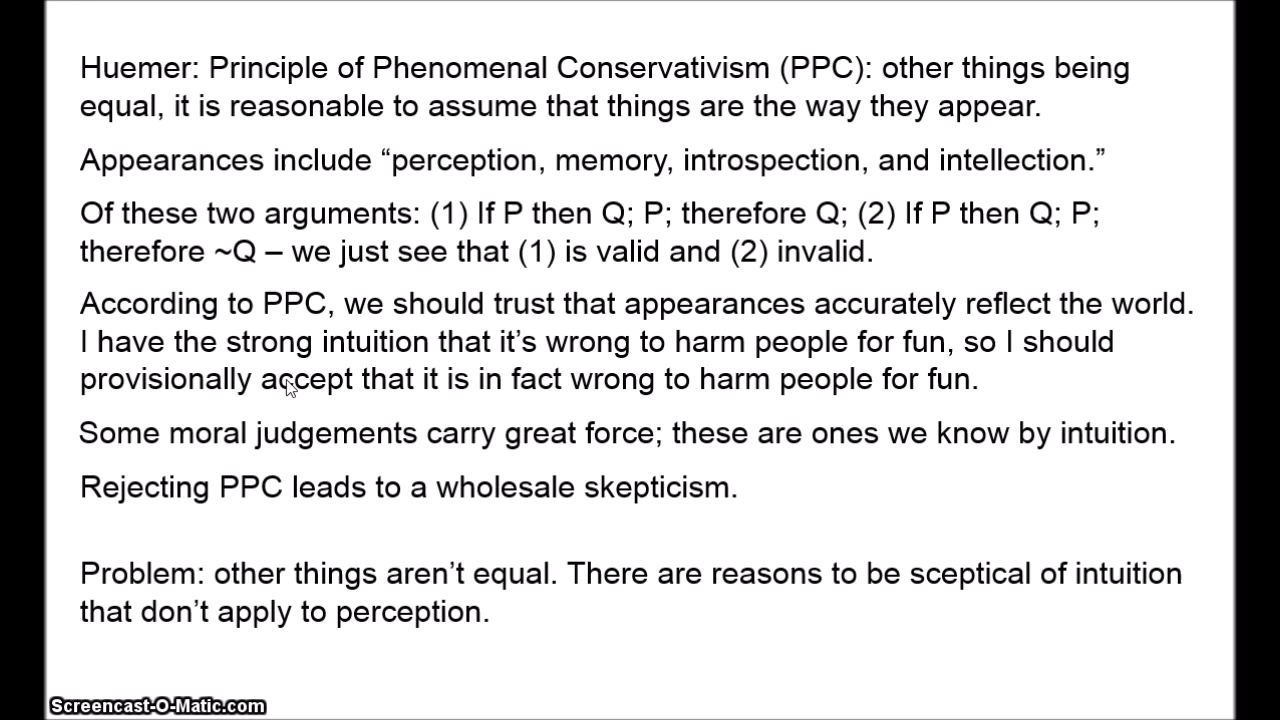 Huemer: Principle of Phenomenal Conservativism (PPC): other things being
equal, it is reasonable to assume that things are the way they appear.
Appearances include “perception, memory, introspection, and intellection.”
Of these two arguments: (1) If P then Q; P; therefore Q; (2) If P then Q; P;
therefore ~Q – we just see that (1) is valid and (2) invalid.
According to PPC, we should trust that appearances accurately reflect the world.
I have the strong intuition that it’s wrong to harm people for fun, so I should
provisionally accept that it is in fact wrong to harm people for fun.
Some moral judgements carry great force; these are ones we know by intuition.
Rejecting PPC leads to a wholesale skepticism.
Problem: other things aren’t equal. There are reasons to be sceptical of intuition
that don’t apply to perception.
Screencast-O-Matic.com